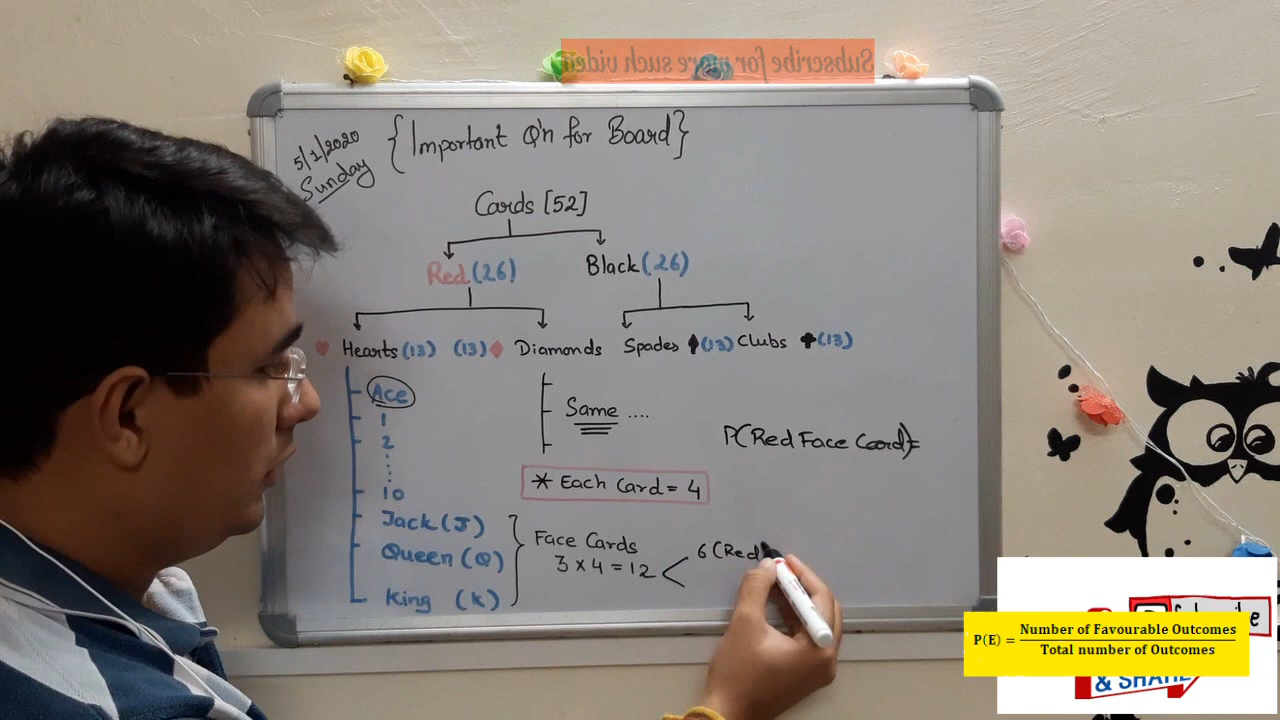 Subscribe for more such videos
5/1/2020
Sunday
{Important Q'n for Board}
Cards [52]
Red (26)
Black (26)
Hearts (13)
(13) Diamonds
Spades (13)
Clubs (13)
Ace
1
2
10
Jack (J)
Queen (Q)
King (K)
Same ....
* Each Card = 4
Face Cards
3 x 4 = 12
6 (Red)
P(Red Face Coard)=
P(E) = Number of Favourable Outcomes
Total number of Outcomes
& SHARE